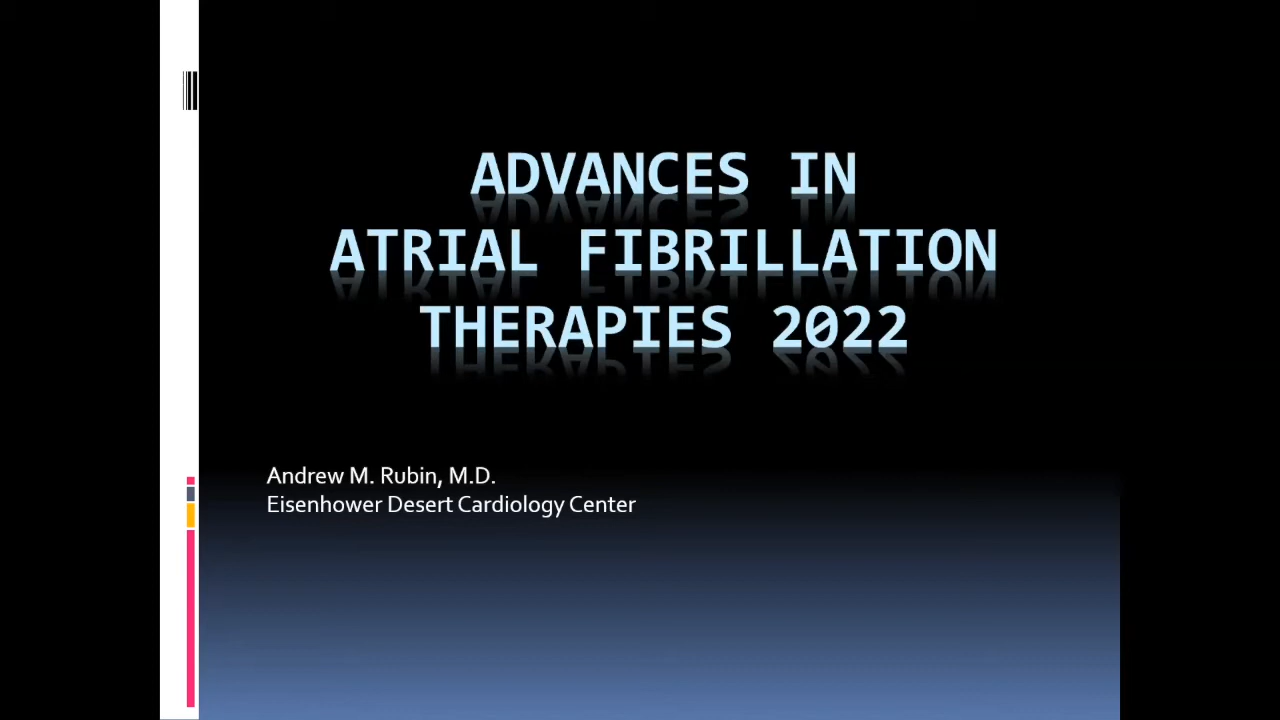 ADVANCES IN
ATRIAL FIBRILLATION
THERAPIES 2022
Andrew M. Rubin, M.D.
Eisenhower Desert Cardiology Center